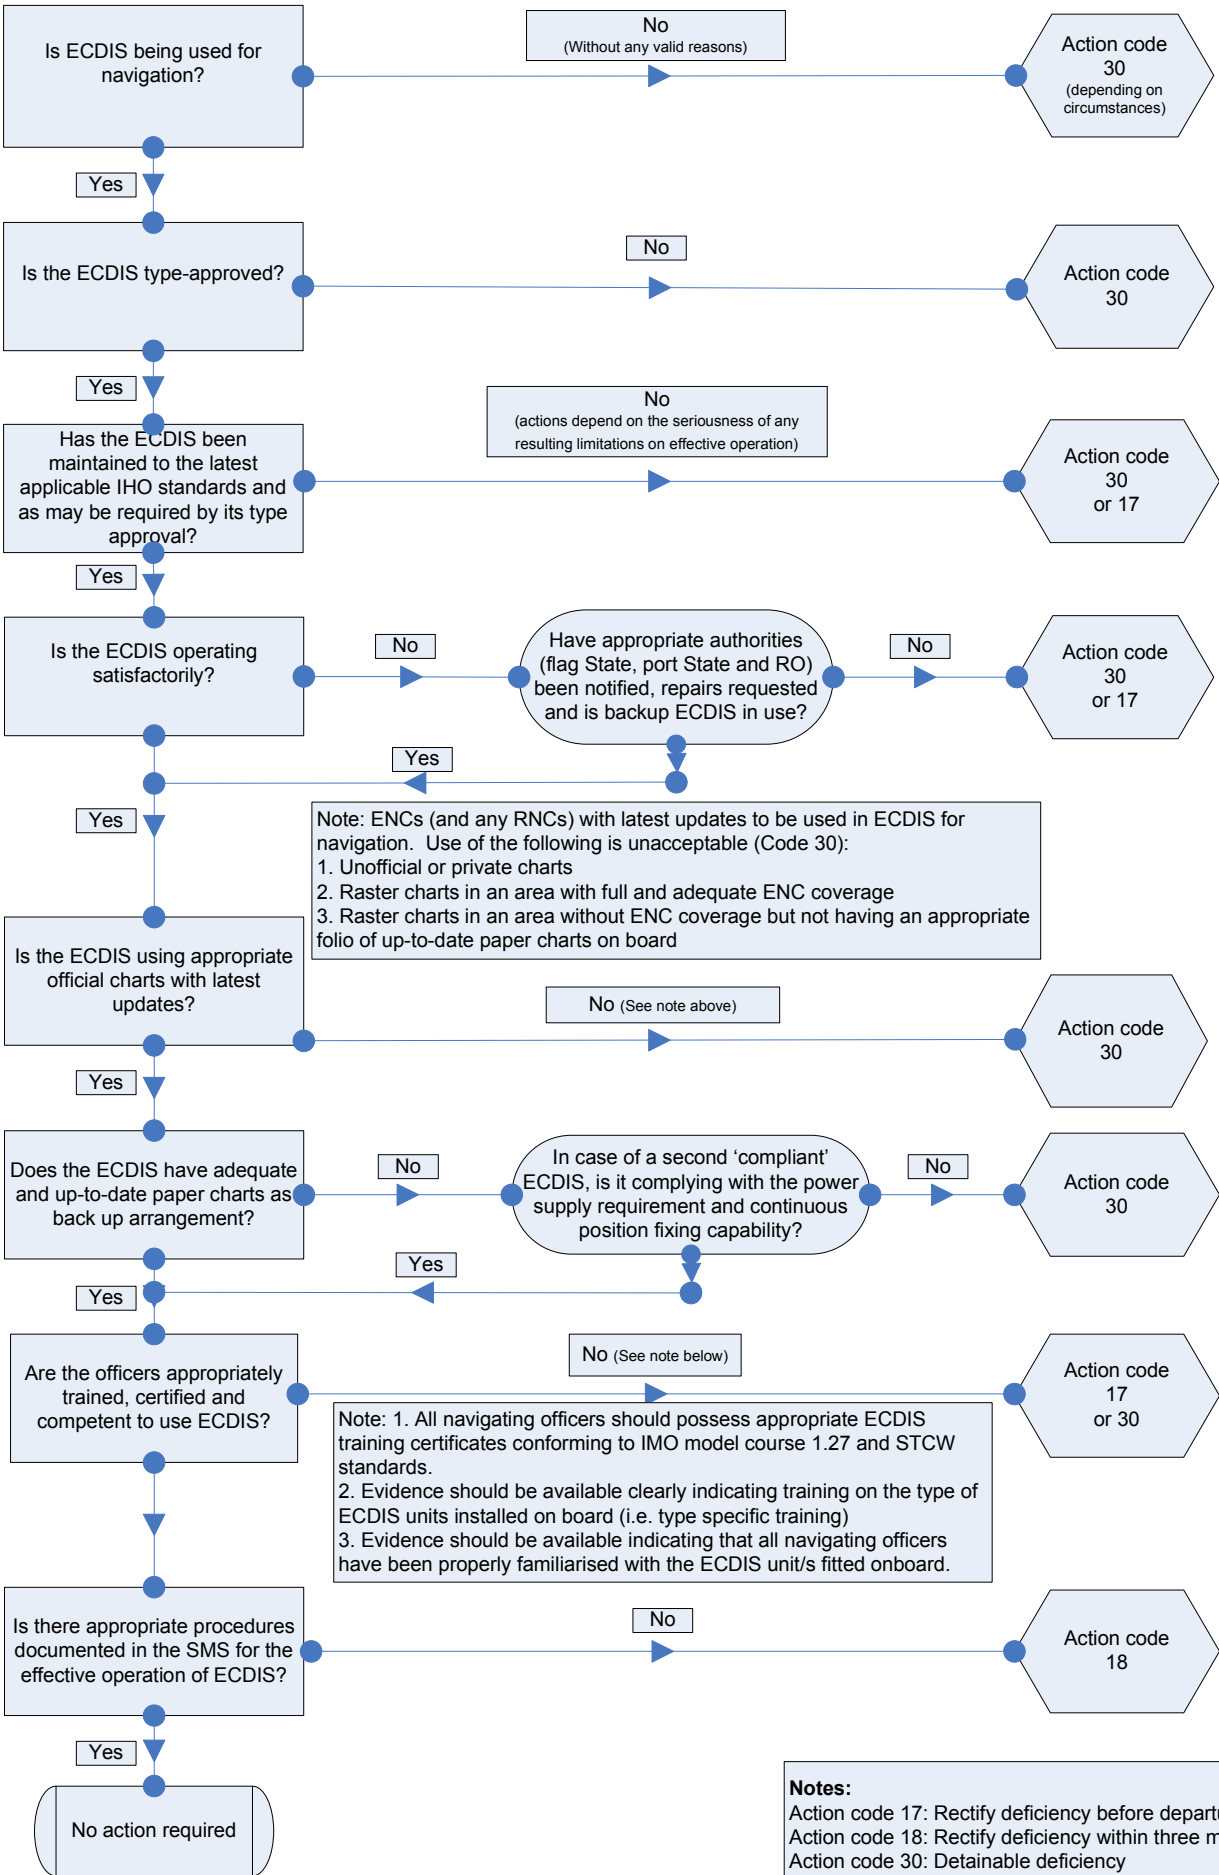 Is ECDIS being used for
navigation?
No
(Without any valid reasons)
Action code
30
(depending on
circumstances)
Yes
Is the ECDIS type-approved?
No
Action code
30
Yes
Has the ECDIS been
maintained to the latest
applicable IHO standards and
as may be required by its type
approval?
No
(actions depend on the seriousness of any
resulting limitations on effective operation)
Action code
30
or 17
Yes
Is the ECDIS operating
satisfactorily?
No
Have appropriate authorities
(flag State, port State and RO)
been notified, repairs requested
and is backup ECDIS in use?
No
Action code
30
or 17
Yes
Yes
Note: ENCs (and any RNCs) with latest updates to be used in ECDIS for
navigation. Use of the following is unacceptable (Code 30):
1. Unofficial or private charts
2. Raster charts in an area with full and adequate ENC coverage
3. Raster charts in an area without ENC coverage but not having an appropriate
folio of up-to-date paper charts on board
Is the ECDIS using appropriate
official charts with latest
updates?
No (See note above)
Action code
30
Yes
Does the ECDIS have adequate
and up-to-date paper charts as
back up arrangement?
No
In case of a second ‘compliant’
ECDIS, is it complying with the power
supply requirement and continuous
position fixing capability?
No
Action code
30
Yes
Yes
Are the officers appropriately
trained, certified and
competent to use ECDIS?
No (See note below)
Action code
17
or 30
Note: 1. All navigating officers should possess appropriate ECDIS
training certificates conforming to IMO model course 1.27 and STCW
standards.
2. Evidence should be available clearly indicating training on the type of
ECDIS units installed on board (i.e. type specific training)
3. Evidence should be available indicating that all navigating officers
have been properly familiarised with the ECDIS unit/s fitted onboard.
Is there appropriate procedures
documented in the SMS for the
effective operation of ECDIS?
No
Action code
18
Yes
No action required
Notes:
Action code 17: Rectify deficiency before
Action code 18: Rectify deficiency within three
Action code 30: Detainable deficiency